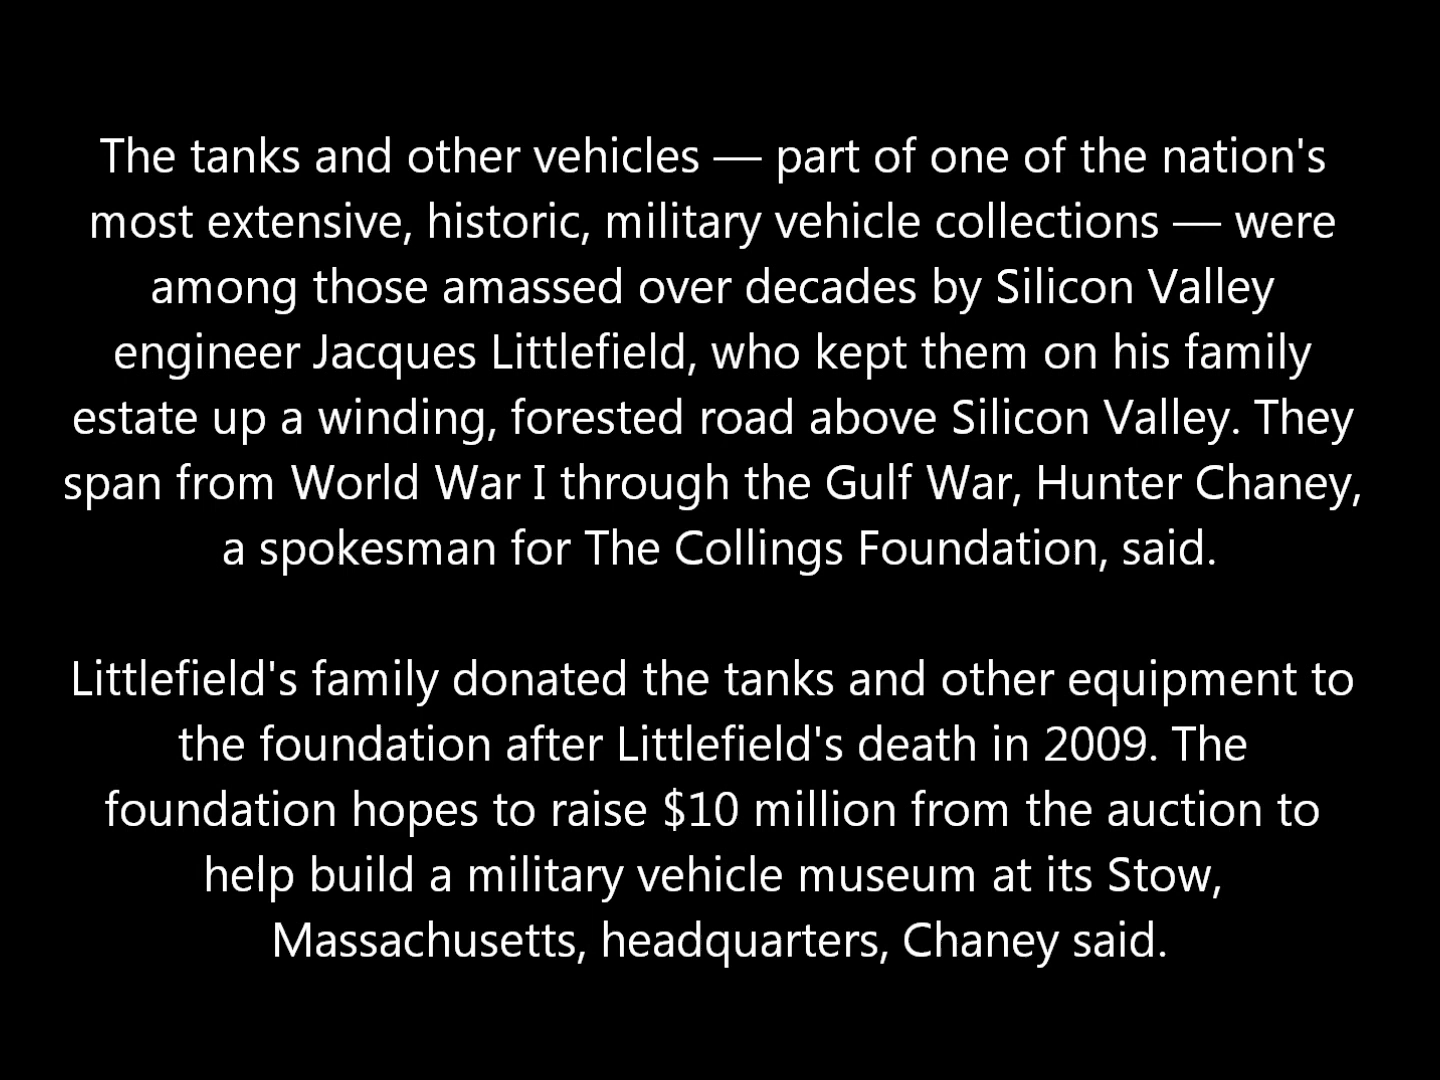 The tanks and other vehicles — part of one of the nation's
most extensive, historic, military vehicle collections — were
among those amassed over decades by Silicon Valley
engineer Jacques Littlefield, who kept them on his family
estate up a winding, forested road above Silicon Valley. They
span from World War I through the Gulf War, Hunter Chaney,
a spokesman for The Collings Foundation, said.
Littlefield's family donated the tanks and other equipment to
the foundation after Littlefield's death in 2009. The
foundation hopes to raise $10 million from the auction to
help build a military vehicle museum at its Stow,
Massachusetts, headquarters, Chaney said.